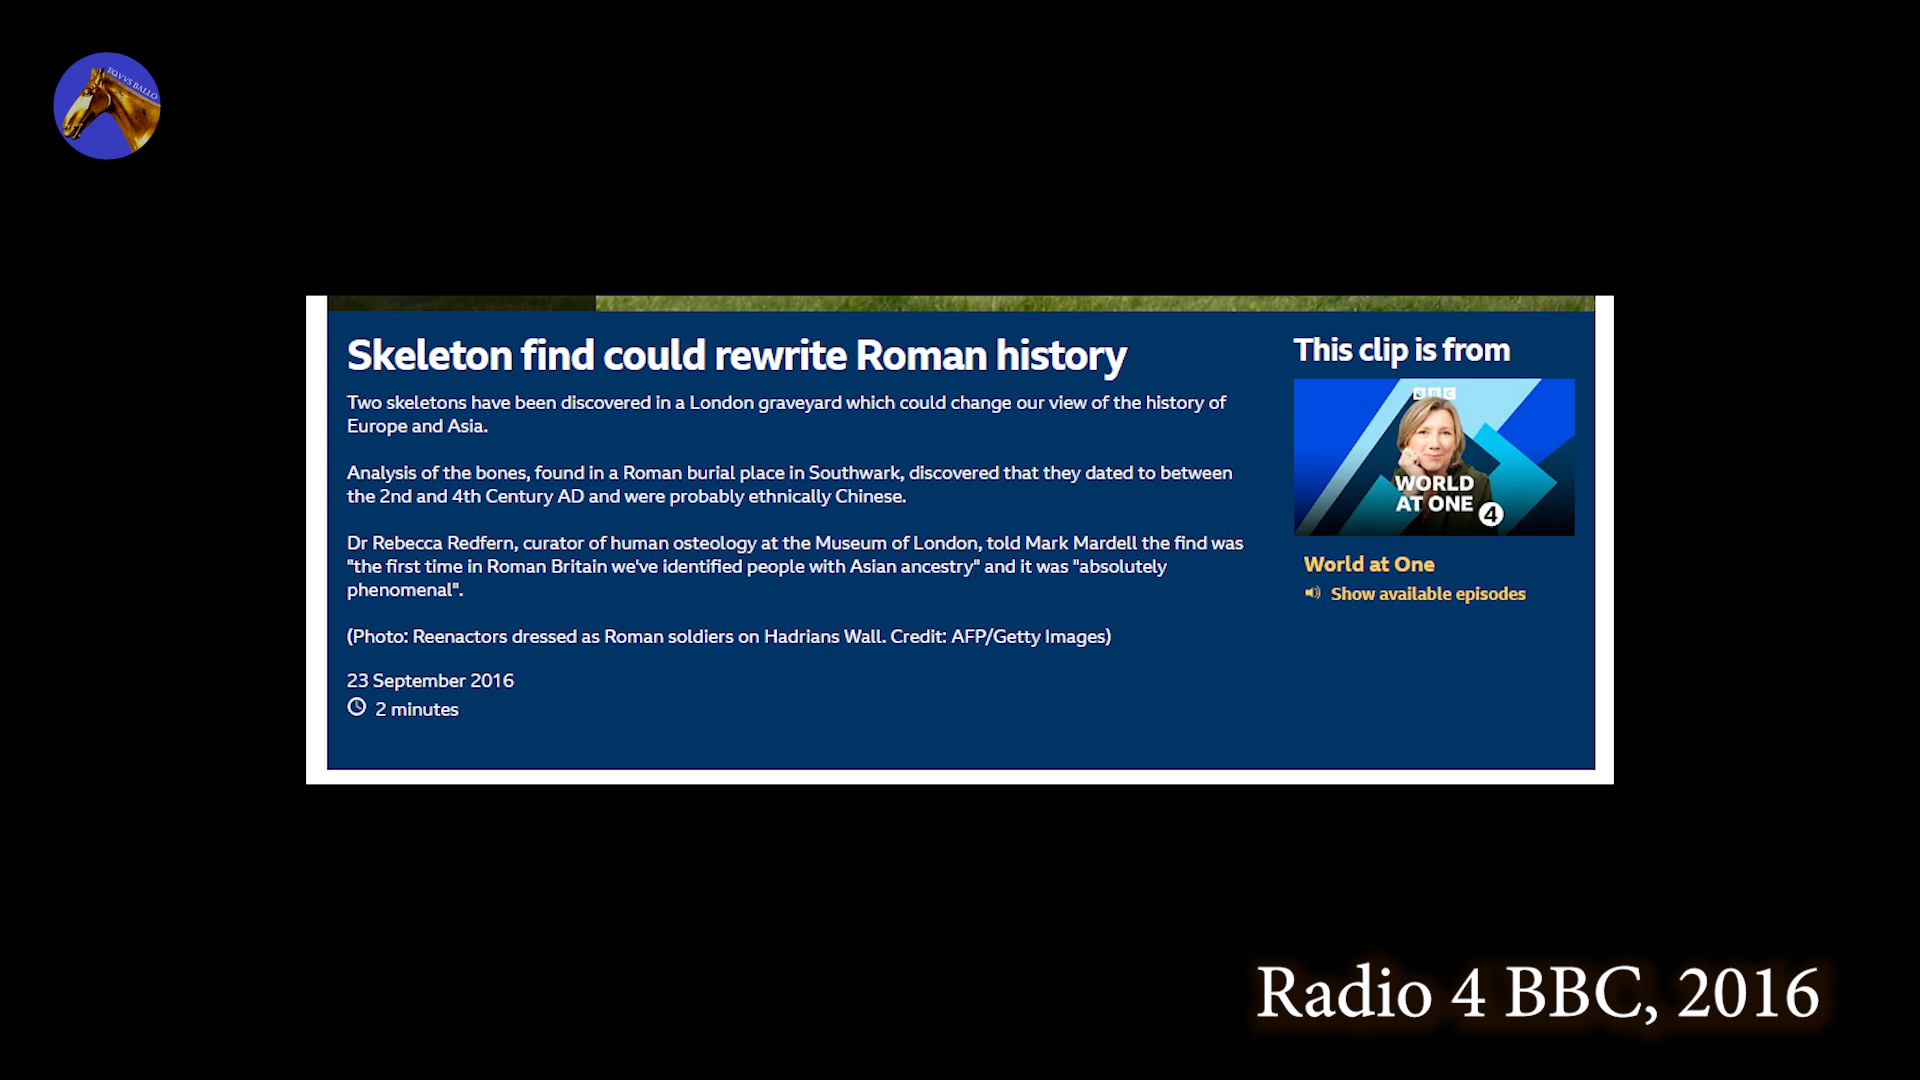 EQVVS BALLO
Skeleton find could rewrite Roman history
Two skeletons have been discovered in a London graveyard which could change our view of the history of
Europe and Asia.
Analysis of the bones, found in a Roman burial place in Southwark, discovered that they dated to between
the 2nd and 4th Century AD and were probably ethnically Chinese.
Dr Rebecca Redfern, curator of human osteology at the Museum of London, told Mark Mardell the find was
"the first time in Roman Britain we've identified people with Asian ancestry" and it was "absolutely
phenomenal".
(Photo: Reenactors dressed as Roman soldiers on Hadrians Wall. Credit: AFP/Getty Images)
23 September 2016
2 minutes
This clip is from
BBC
WORLD
AT ONE
4
World at One
Show available episodes
Radio 4 BBC, 2016